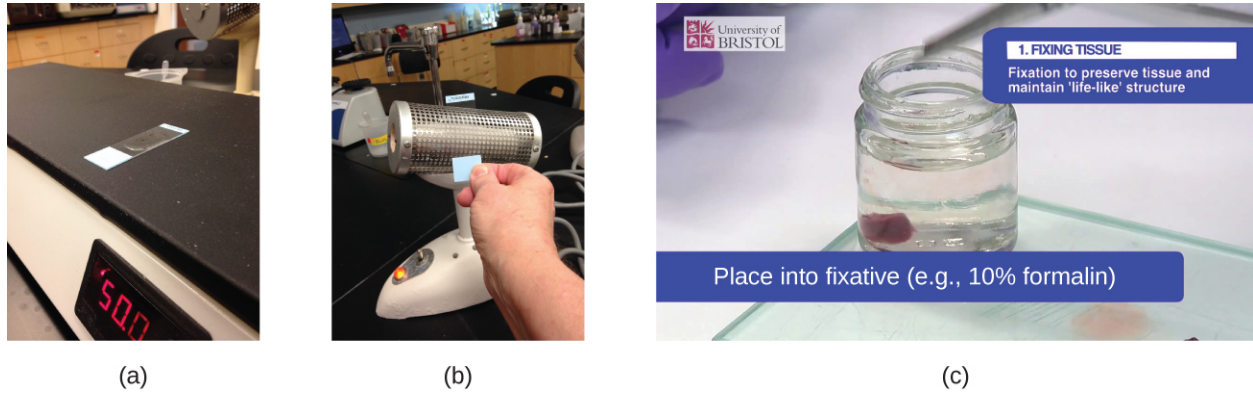 50.0
University of
BRISTOL
1. FIXING TISSUE
Fixation to preserve tissue and
maintain 'life-like' structure
Place into fixative (e.g., 10% formalin)
(a)
(b)
(c)